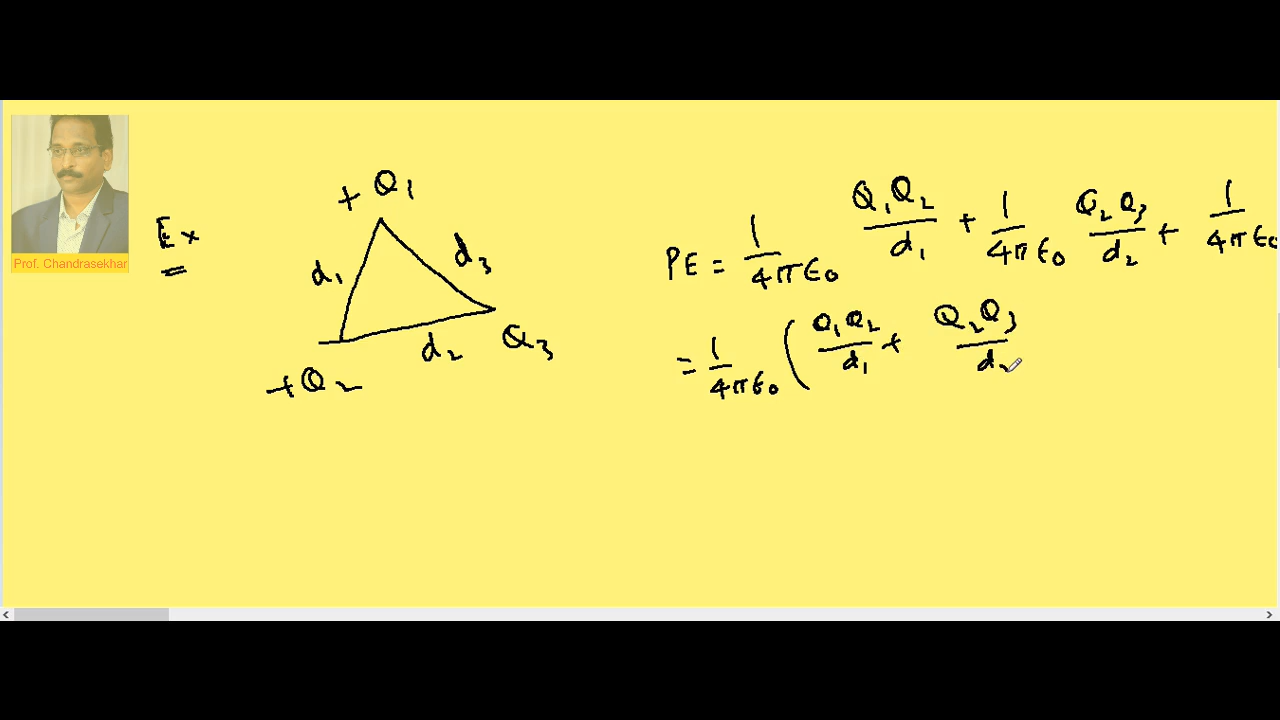 Prof. Chandrasekhar
Ex
+ Q₁
d₁
d₃
d₂
Q₃
+Q₂
PE = 1/4πε₀ Q₁Q₂/d₁ + 1/4πε₀ Q₂Q₃/d₂ + 1/4πε₀
= 1/4πε₀ ( Q₁Q₂/d₁ + Q₂Q₃/d₂